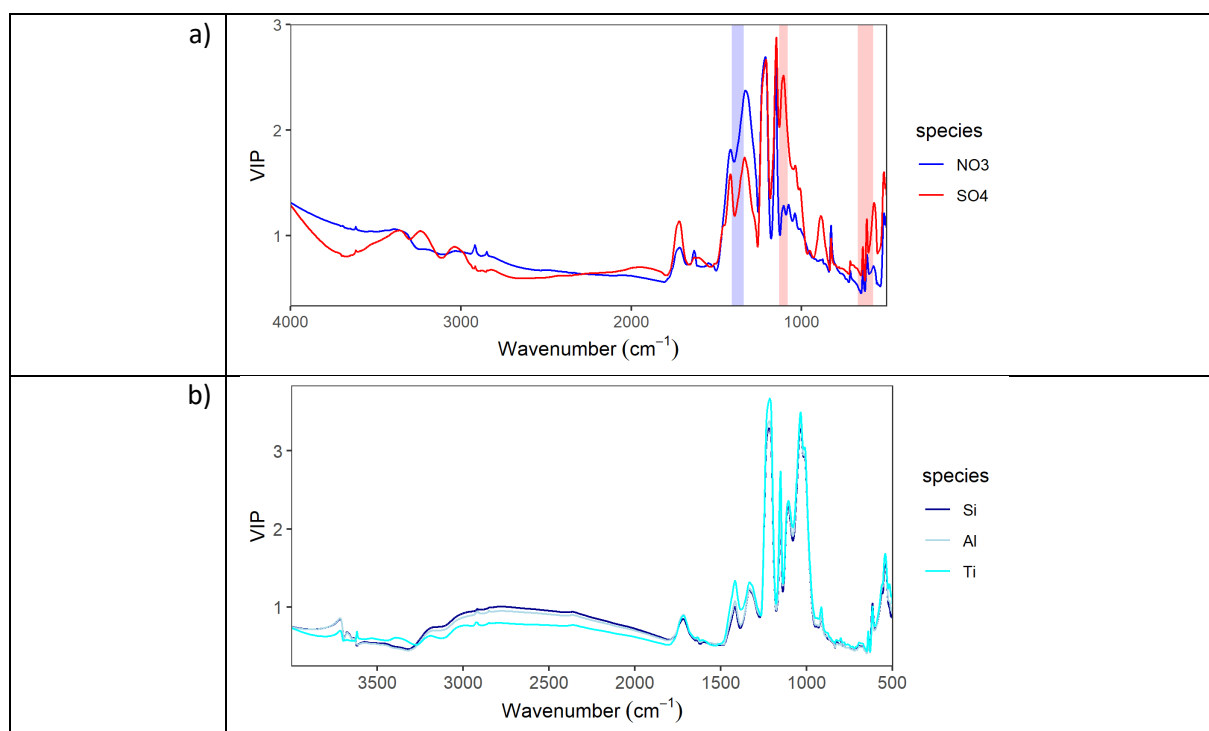 a)
3
2
1
VIP
4000 3000 2000 1000
Wavenumber (cm⁻¹)
species
NO3
SO4
b)
3
2
1
VIP
3500 3000 2500 2000 1500 1000 500
Wavenumber (cm⁻¹)
species
Si
Al
Ti